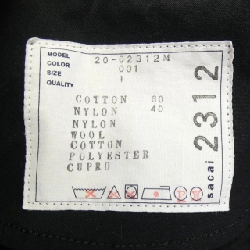 MODEL 20-02312M
COLOR 001
SIZE 1
QUALITY
COTTON 60
NYLON 40
NYLON
WOOL
COTTON
POLYESTER
CUPRO
sacai 2312